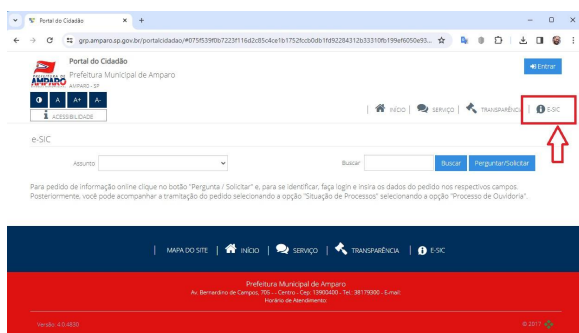 Portal do Cidadão
grp.amparo.sp.gov.br/portalcidadao/#075f539f0b7223f116d2c85c4ce1b1752fccb0db1fd92284312b33310fb199ef6050e93...
Portal do Cidadão
Prefeitura Municipal de Amparo
AMPARO - SP
PREFEITURA DE
AMPARO
Entrar
A A+ A-
ACESSIBILIDADE
INÍCIO | SERVIÇO | TRANSPARÊNCIA | E-SIC
e-SIC
Assunto Buscar Buscar Perguntar/Solicitar
Para pedido de informação online clique no botão "Pergunta / Solicitar" e, para se identificar, faça login e insira os dados do pedido nos respectivos campos.
Posteriormente, você pode acompanhar a tramitação do pedido selecionando a opção "Situação de Processos" selecionando a opção "Processo de Ouvidoria".
| MAPA DO SITE | INÍCIO | SERVIÇO | TRANSPARÊNCIA | E-SIC
Prefeitura Municipal de Amparo
Av. Bernardino de Campos, 705 - - Centro - Cep: 13900400 - Tel.: 38179300 - E-mail:
Horário de Atendimento:
Versão: 4.0.4830 © 2017